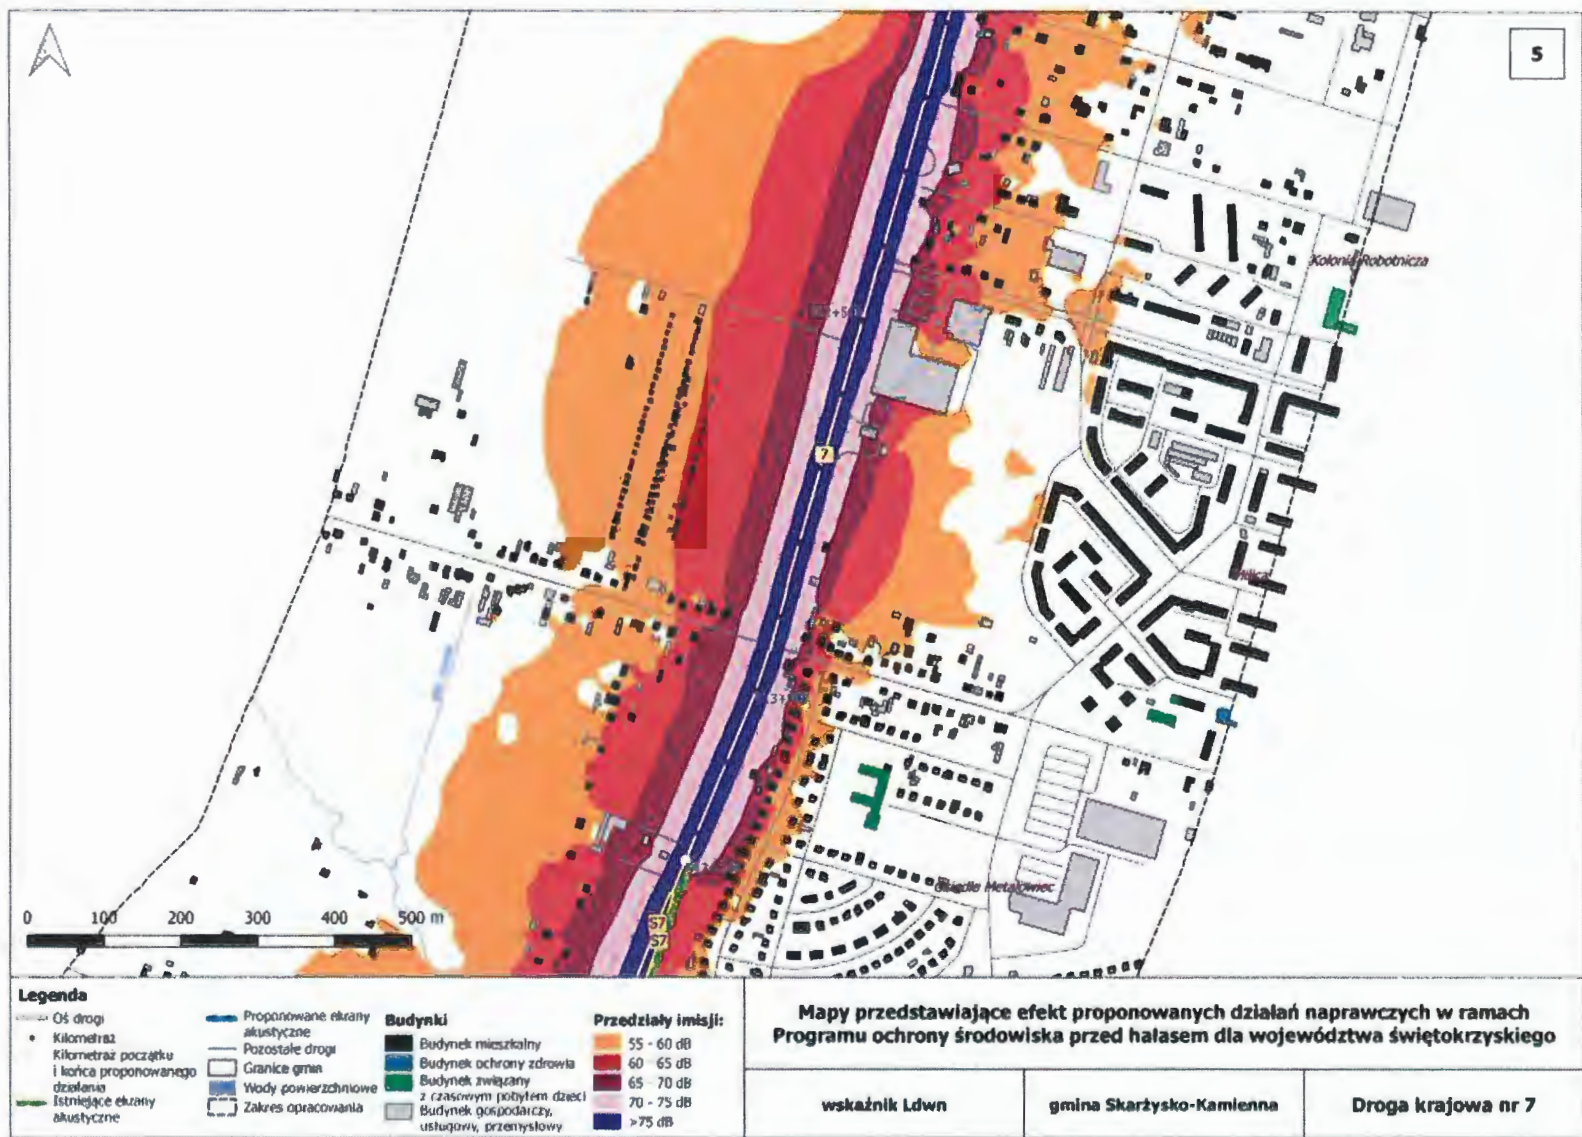 5
Kolonia Robotnicza
7
Osiedle Metalowiec
S7
S7
0 100 200 300 400 500 m
Legenda
Oś drogi
Kilometraż
Kilometraż początku
i końca proponowanego
działania
Istniejące ekrany
akustyczne
Proponowane ekrany
akustyczne
Pozostałe drogi
Granice gmin
Wody powierzchniowe
Zakres opracowania
Budynki
Budynek mieszkalny
Budynek ochrony zdrowia
Budynek związany
z czasowym pobytem dzieci
Budynek gospodarczy,
usługowy, przemysłowy
Przedziały imisji:
55 - 60 dB
60 - 65 dB
65 - 70 dB
70 - 75 dB
>75 dB
Mapy przedstawiające efekt proponowanych działań naprawczych w ramach
Programu ochrony środowiska przed hałasem dla województwa świętokrzyskiego
wskaźnik Ldwn
gmina Skarżysko-Kamienna
Droga krajowa nr 7